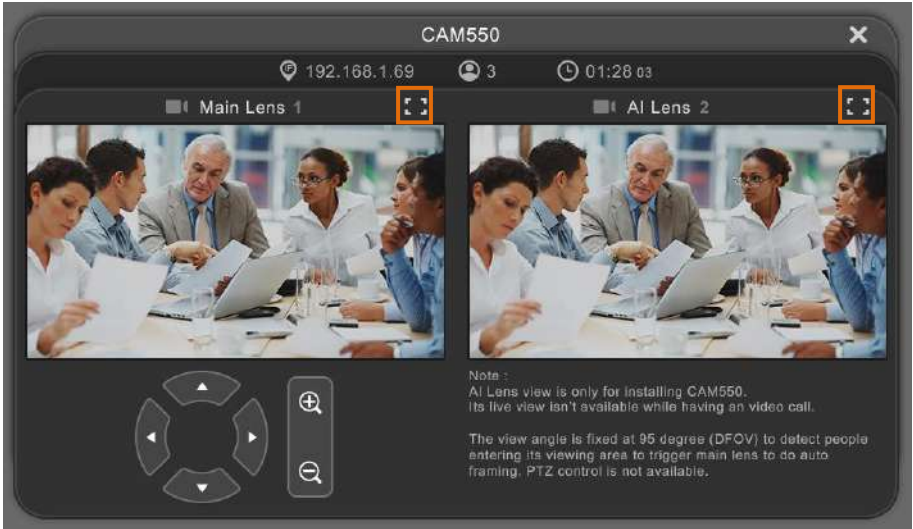 CAM550
192.168.1.69 3 01:28 03
Main Lens 1
AI Lens 2
Note :
AI Lens view is only for installing CAM550.
Its live view isn't available while having an video call.
The view angle is fixed at 95 degree (DFOV) to detect people
entering its viewing area to trigger main lens to do auto
framing. PTZ control is not available.